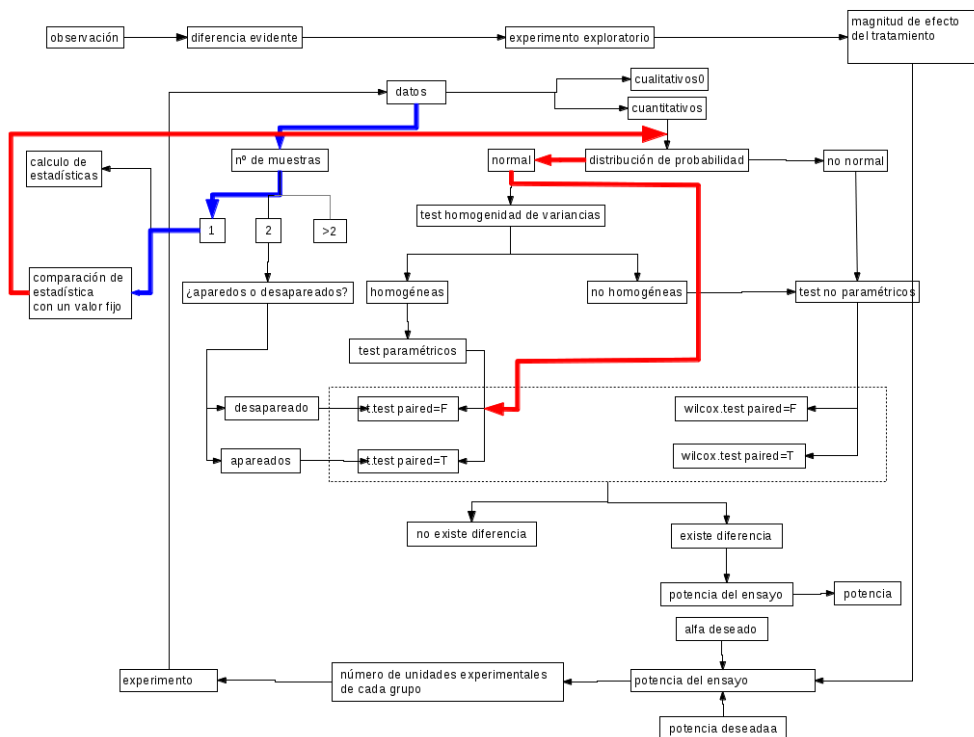 observación
diferencia evidente
experimento exploratorio
magnitud de efecto
del tratamiento
datos
cualitativos0
cuantitativos
calculo de
estadísticas
nº de muestras
normal
distribución de probabilidad
no normal
test homogenidad de variancias
1
2
>2
comparación de
estadística
con un valor fijo
¿aparedos o desapareados?
homogéneas
no homogéneas
test no paramétricos
test paramétricos
desapareado
t.test paired=F
wilcox.test paired=F
apareados
t.test paired=T
wilcox.test paired=T
no existe diferencia
existe diferencia
potencia del ensayo
potencia
alfa deseado
experimento
número de unidades experimentales
de cada grupo
potencia del ensayo
potencia deseadaa